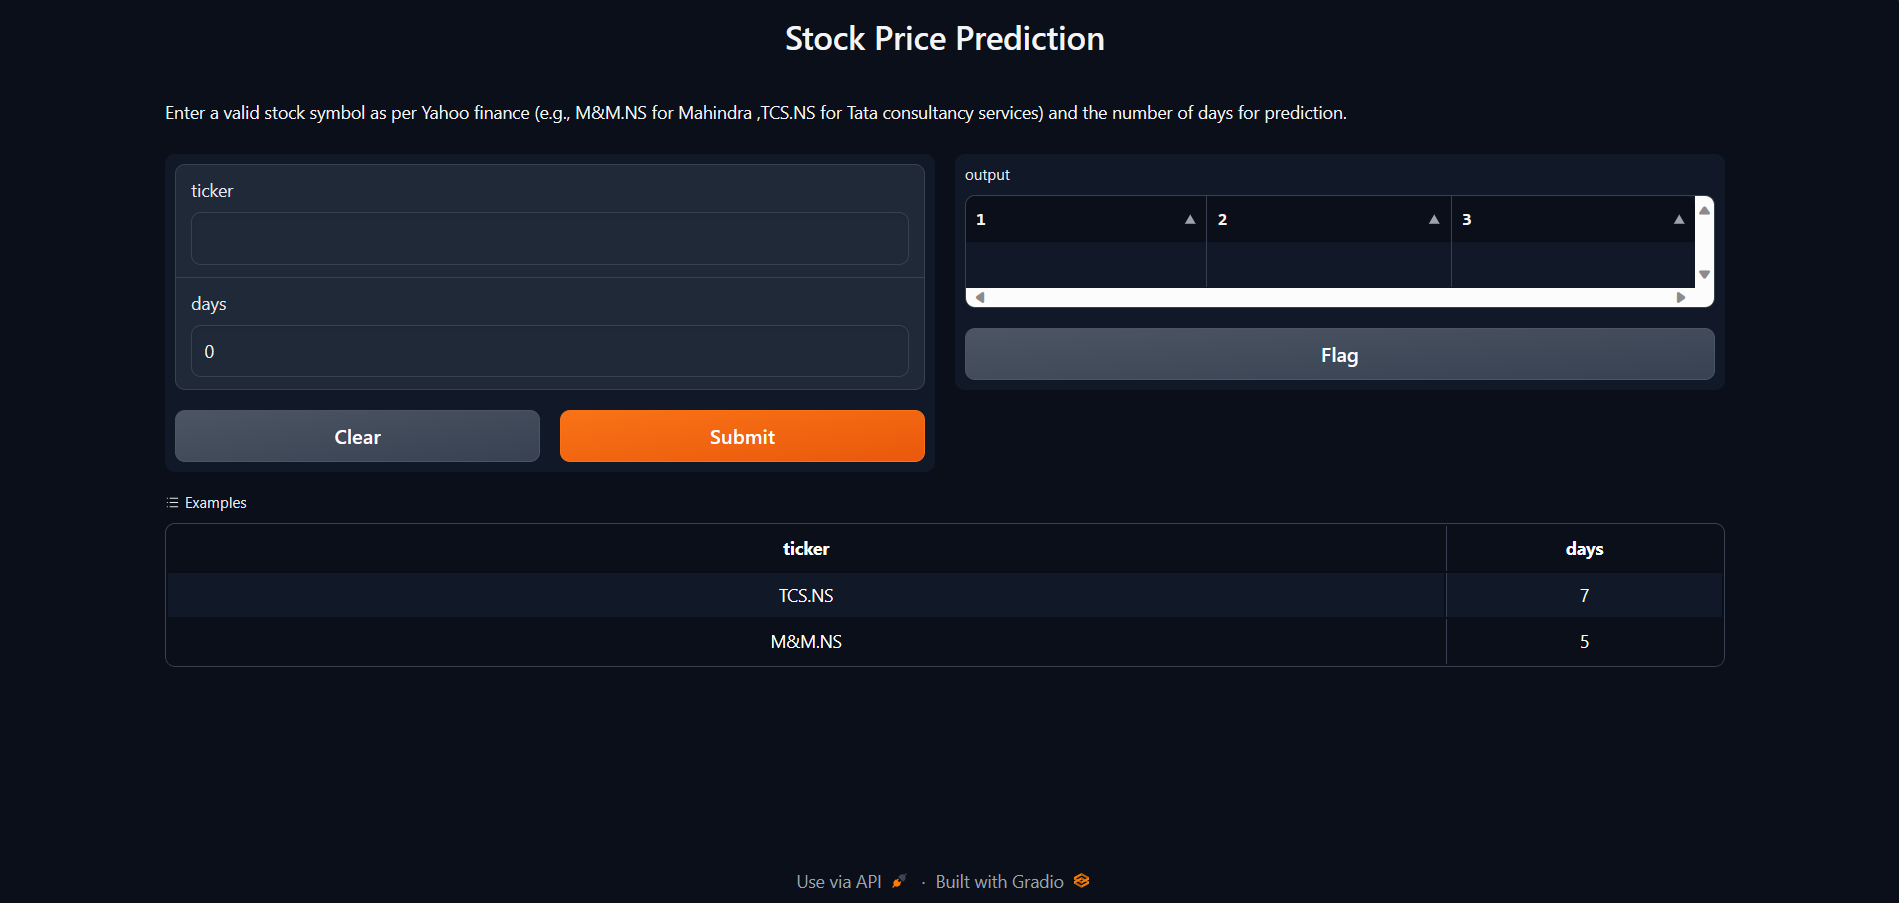 Stock Price Prediction
Enter a valid stock symbol as per Yahoo finance (e.g., M&M.NS for Mahindra ,TCS.NS for Tata consultancy services) and the number of days for prediction.
ticker
days
0
Clear Submit
output
1 2 3
Flag
Examples
ticker days
TCS.NS 7
M&M.NS 5
Use via API · Built with Gradio